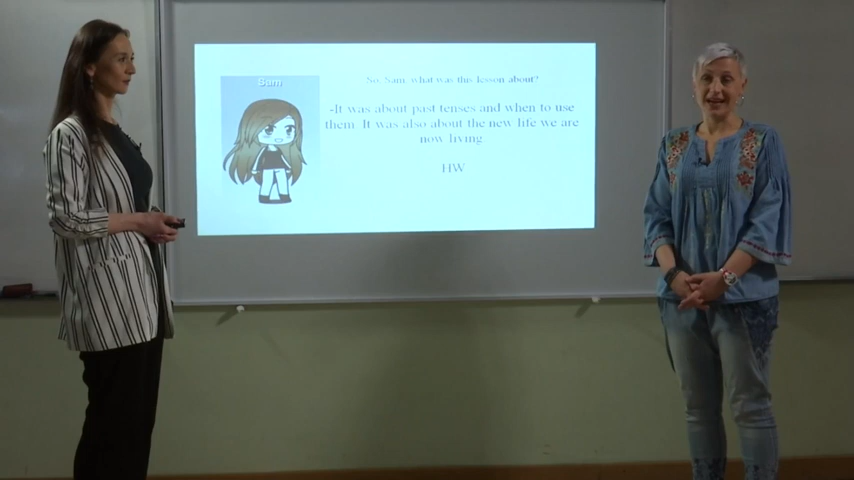 Sam
So, Sam, what was this lesson about?
-It was about past tenses and when to use
them. It was also about the new life we are
now living
HW